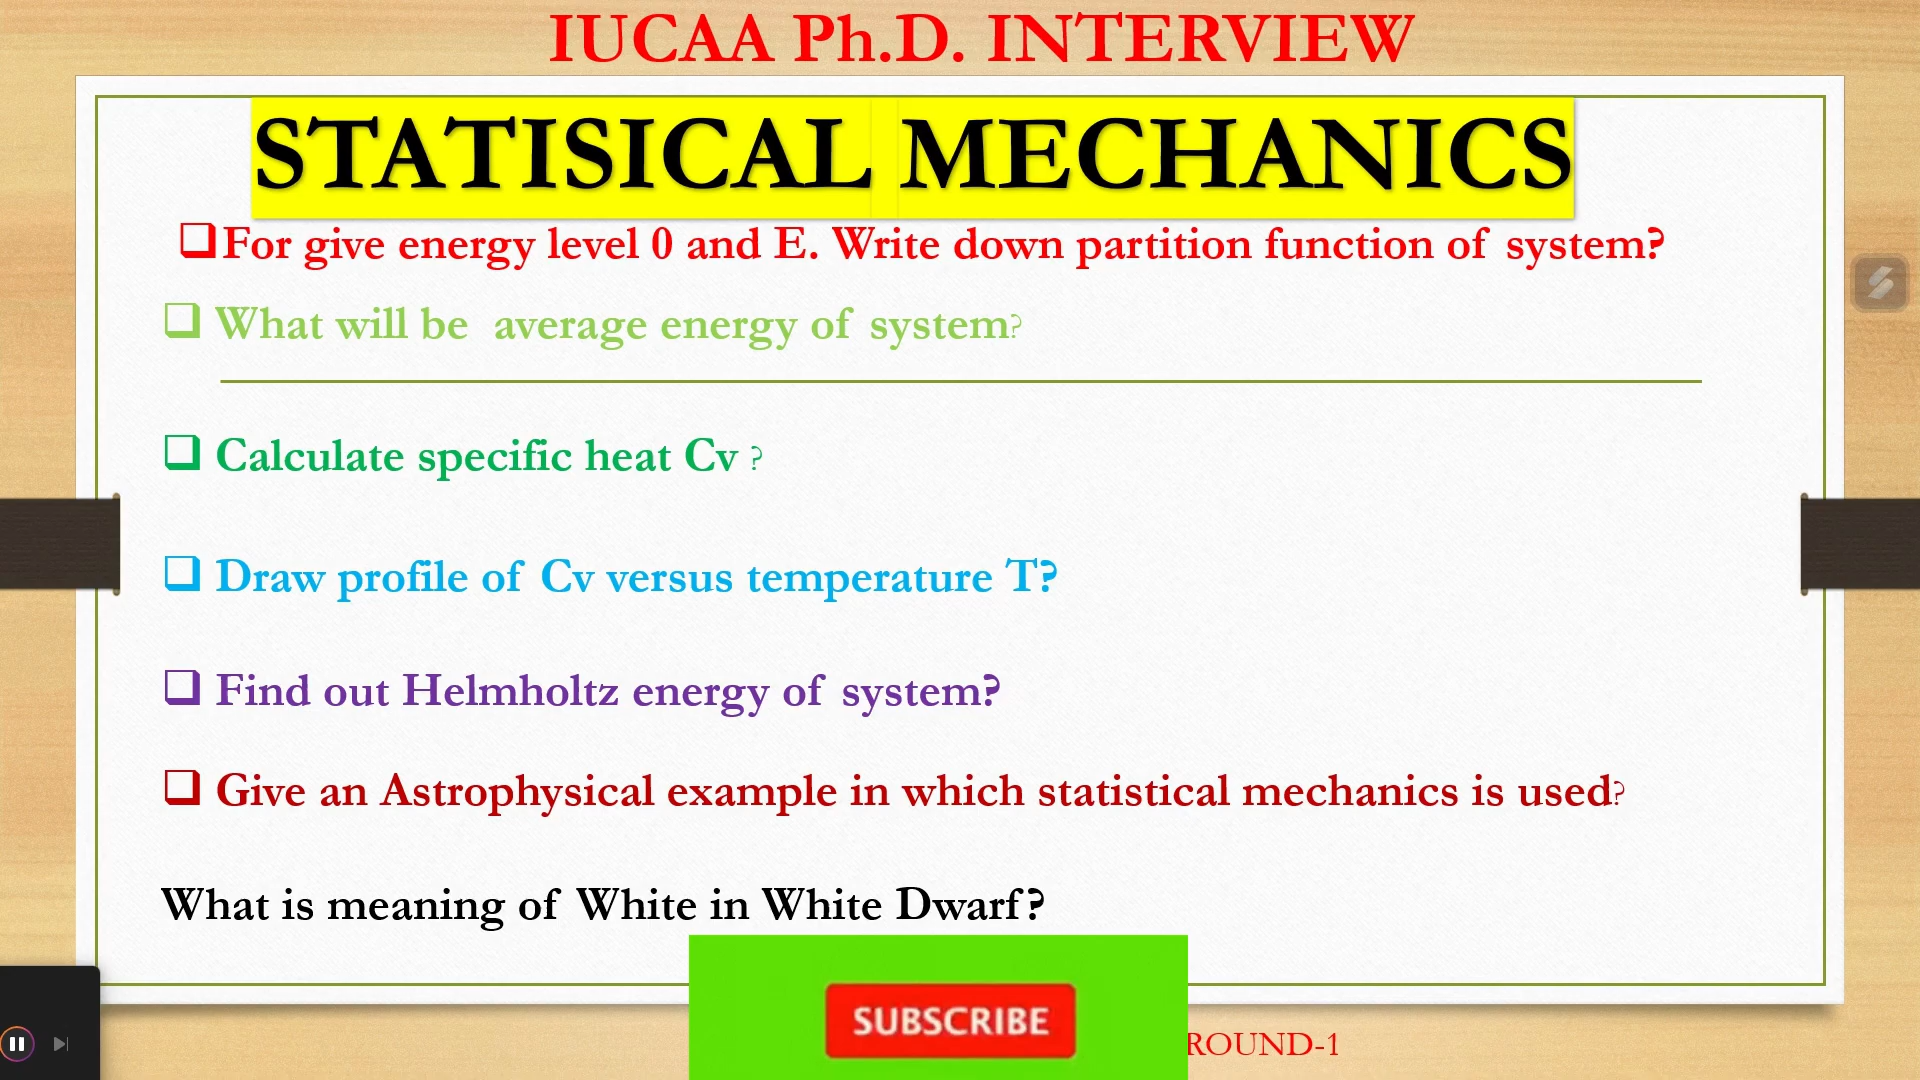 IUCAA Ph.D. INTERVIEW
STATISICAL MECHANICS
For give energy level 0 and E. Write down partition function of system?
What will be average energy of system?
Calculate specific heat Cv ?
Draw profile of Cv versus temperature T?
Find out Helmholtz energy of system?
Give an Astrophysical example in which statistical mechanics is used?
What is meaning of White in White Dwarf?
SUBSCRIBE
ROUND-1